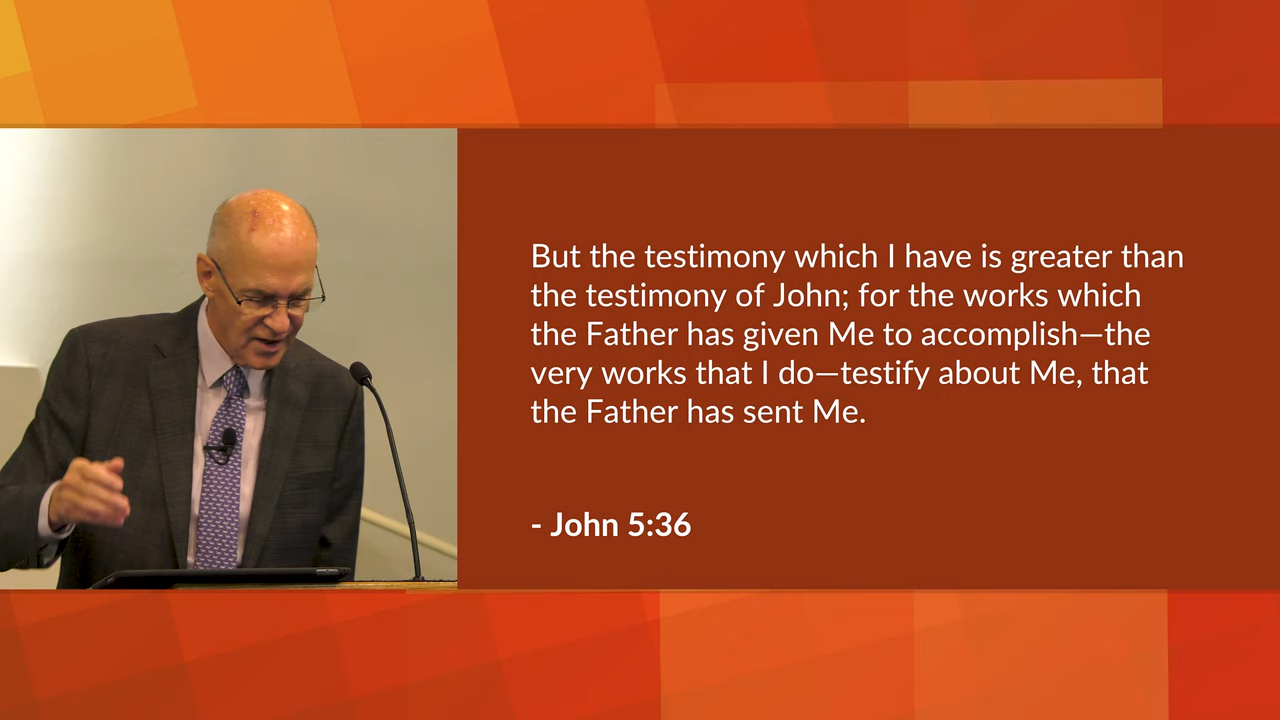 But the testimony which I have is greater than
the testimony of John; for the works which
the Father has given Me to accomplish—the
very works that I do—testify about Me, that
the Father has sent Me.
- John 5:36